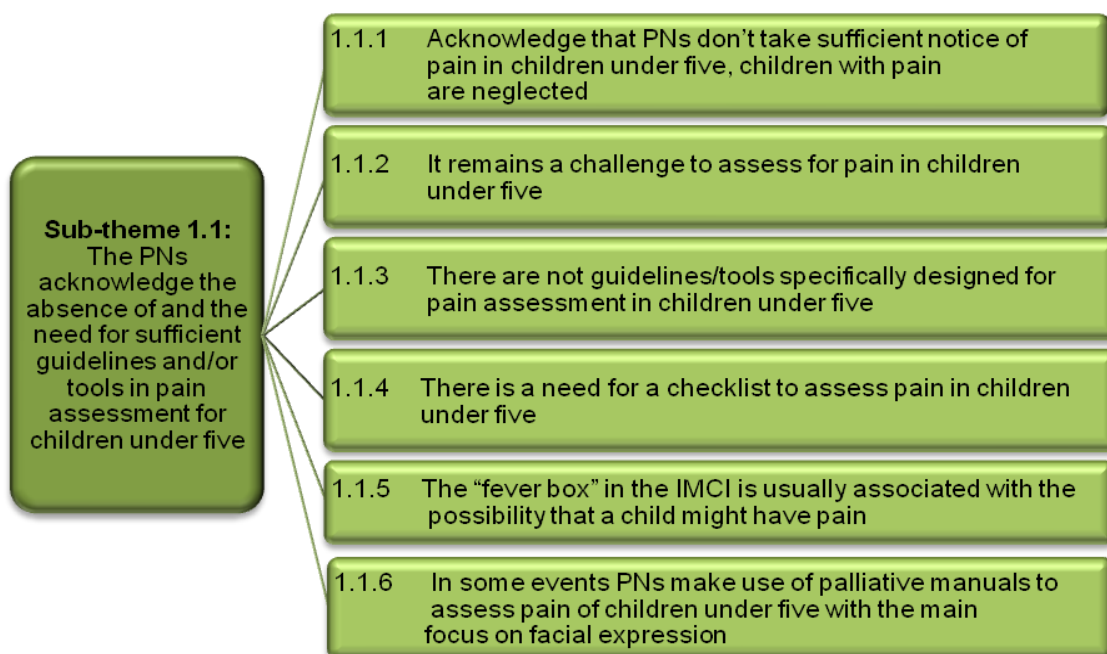 Sub-theme 1.1:
The PNs
acknowledge the
absence of and the
need for sufficient
guidelines and/or
tools in pain
assessment for
children under five
1.1.1 Acknowledge that PNs don't take sufficient notice of
pain in children under five, children with pain
are neglected
1.1.2 It remains a challenge to assess for pain in children
under five
1.1.3 There are not guidelines/tools specifically designed for
pain assessment in children under five
1.1.4 There is a need for a checklist to assess pain in children
under five
1.1.5 The “fever box” in the IMCI is usually associated with the
possibility that a child might have pain
1.1.6 In some events PNs make use of palliative manuals to
assess pain of children under five with the main
focus on facial expression